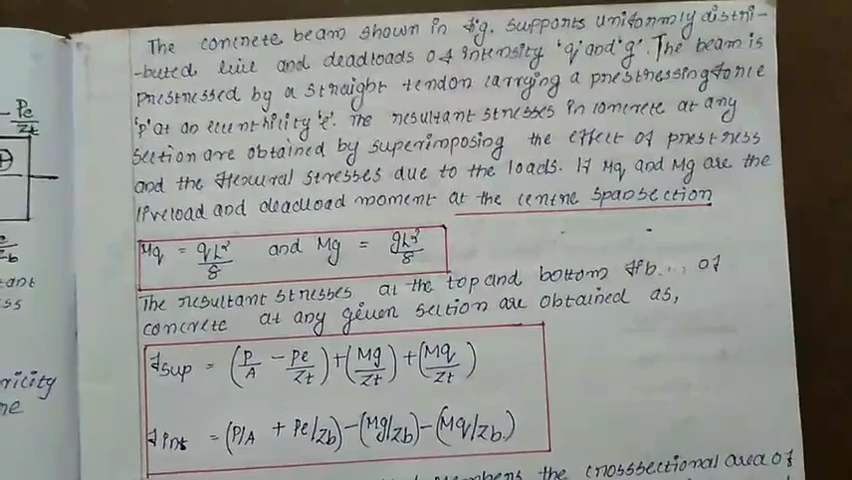 The concrete beam shown in fig. supports uniformly distri-
-buted live and deadloads of intensity 'q' and 'g'. The beam is
prestressed by a straight tendon carrying a prestressing force
'p' at an eccentricity 'e'. The resultant stresses in concrete at any
section are obtained by superimposing the effect of prestress
and the flexural stresses due to the loads. If Mq and Mg are the
liveload and deadload moment at the centre span section
Mq = qL²/8 and Mg = gL²/8
The resultant stresses at the top and bottom fib... of
concrete at any given section are obtained as,
fsup = (P/A - Pe/Zt) + (Mg/Zt) + (Mq/Zt)
finf = (P/A + Pe/Zb) - (Mg/Zb) - (Mq/Zb.)
members the crosssectional area of
- Pe/Zt
+
e/Zb
tant
ss
ricity
ne